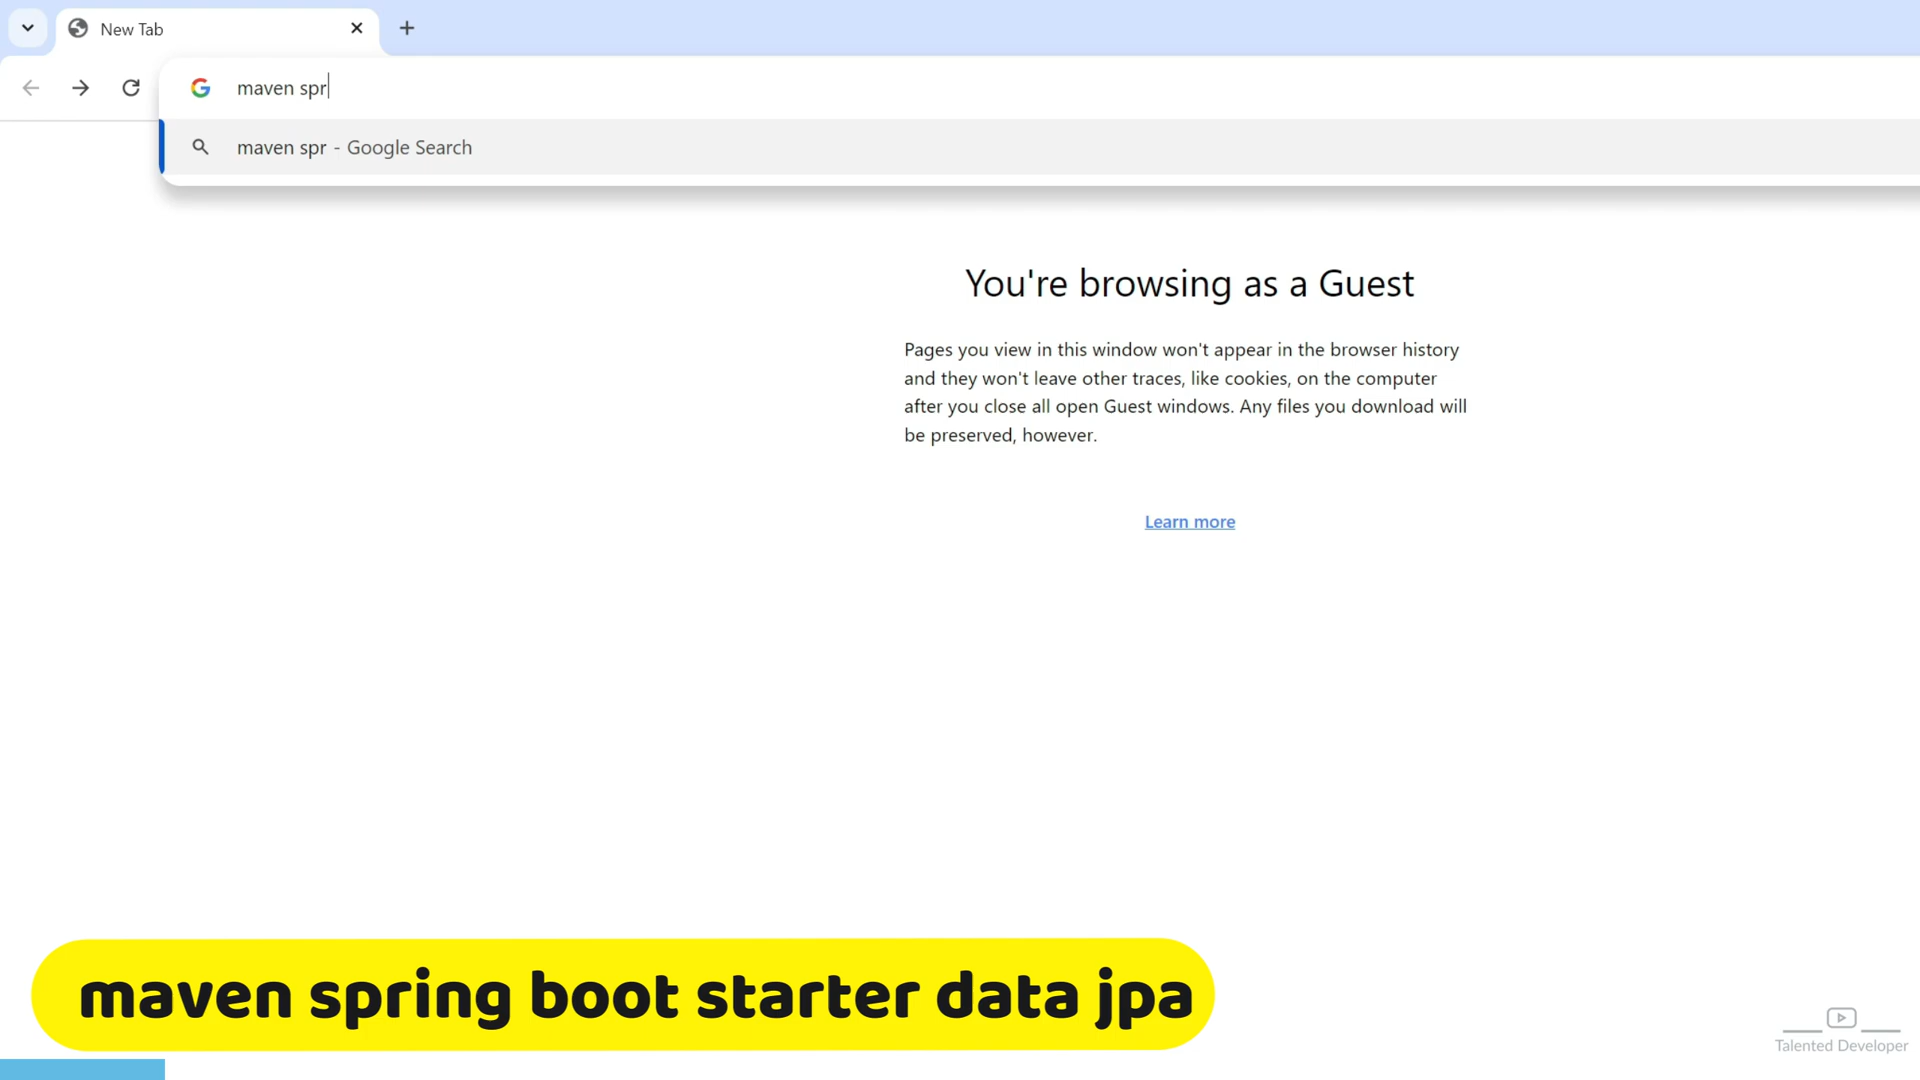 New Tab
maven spr
maven spr - Google Search
You're browsing as a Guest
Pages you view in this window won't appear in the browser history
and they won't leave other traces, like cookies, on the computer
after you close all open Guest windows. Any files you download will
be preserved, however.
Learn more
maven spring boot starter data jpa
Talented Developer